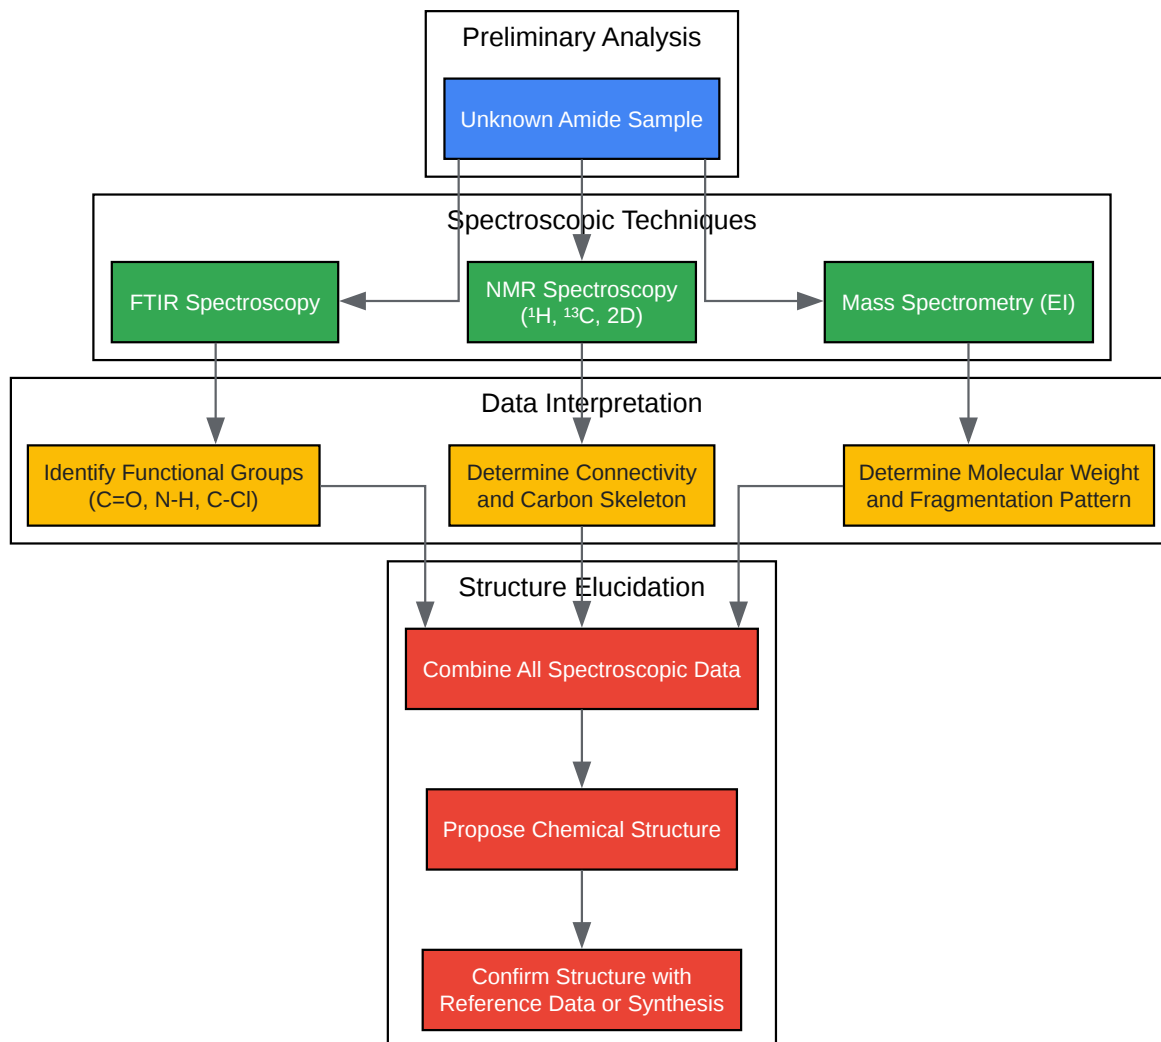 Preliminary Analysis
Unknown Amide Sample
Spectroscopic Techniques
FTIR Spectroscopy
NMR Spectroscopy
(¹H, ¹³C, 2D)
Mass Spectrometry (EI)
Data Interpretation
Identify Functional Groups
(C=O, N-H, C-Cl)
Determine Connectivity
and Carbon Skeleton
Determine Molecular Weight
and Fragmentation Pattern
Structure Elucidation
Combine All Spectroscopic Data
Propose Chemical Structure
Confirm Structure with
Reference Data or Synthesis